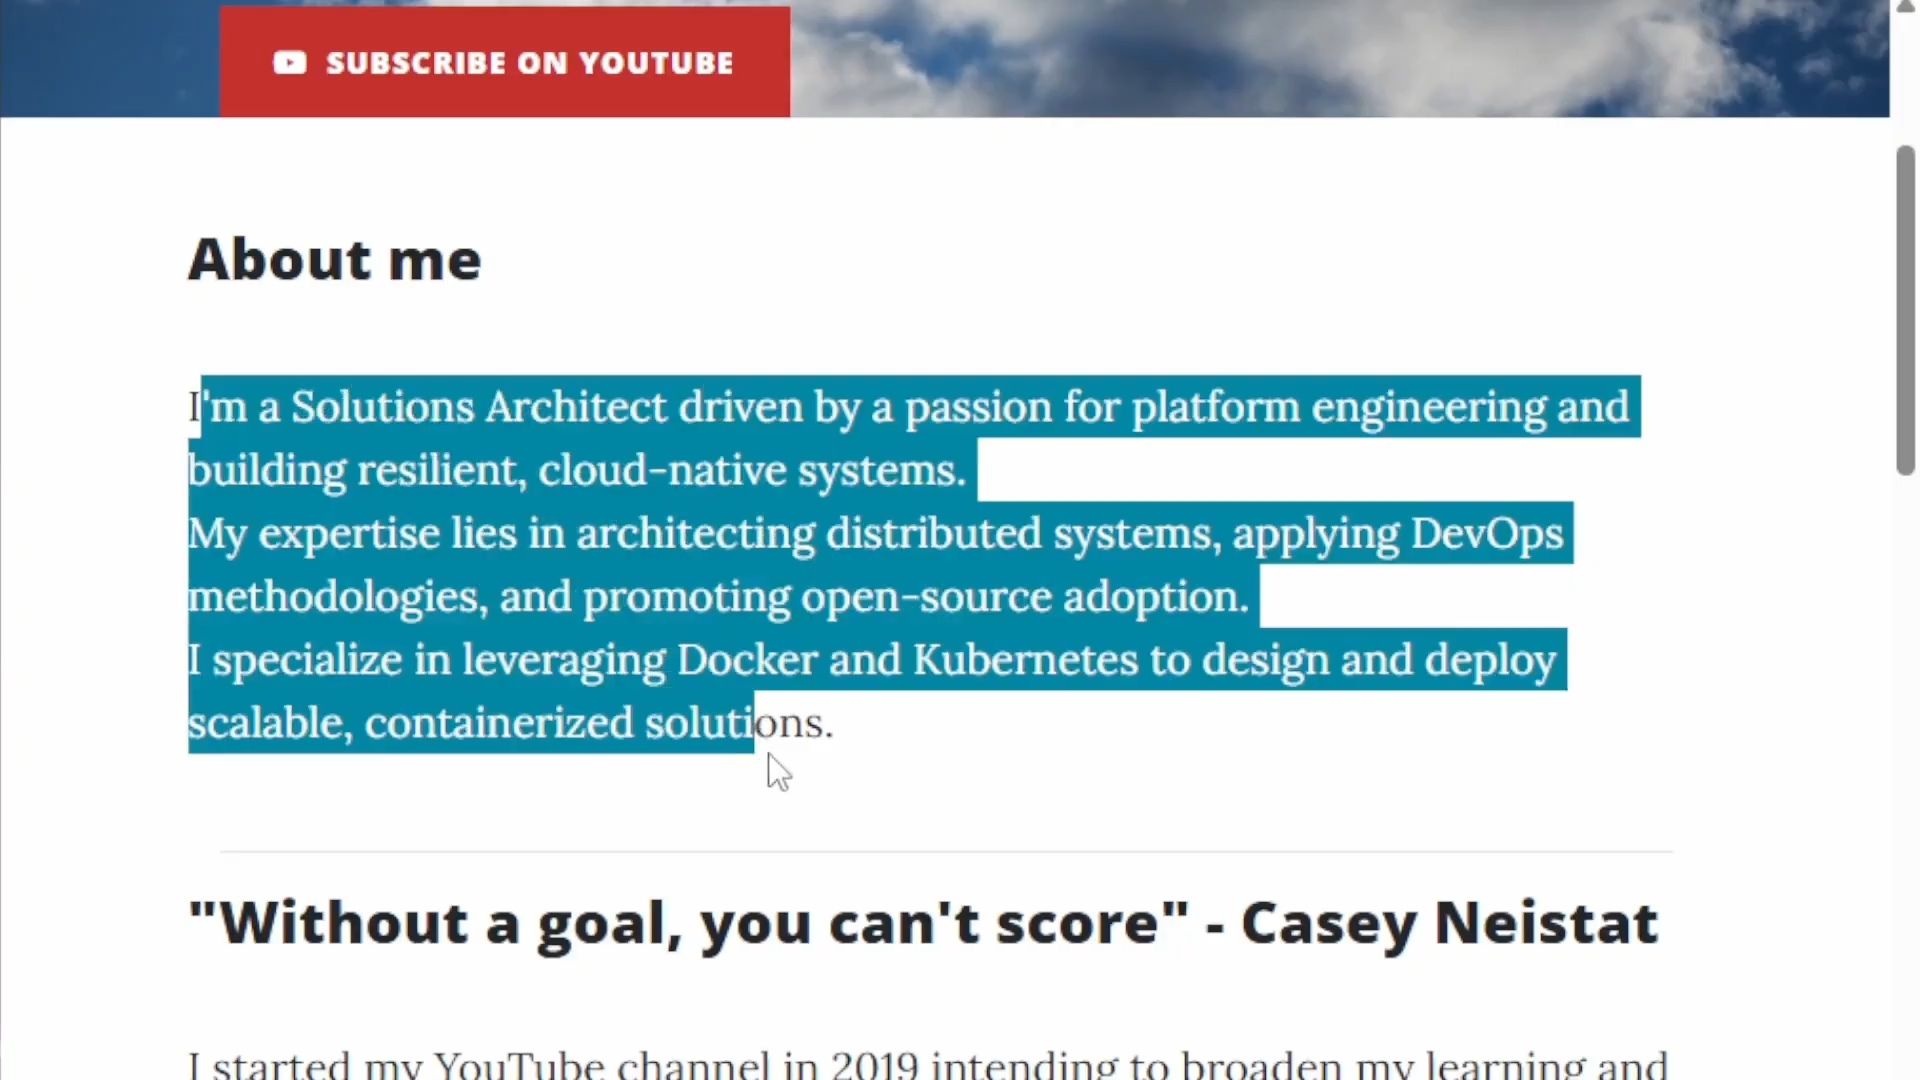 SUBSCRIBE ON YOUTUBE
About me
I'm a Solutions Architect driven by a passion for platform engineering and
building resilient, cloud-native systems.
My expertise lies in architecting distributed systems, applying DevOps
methodologies, and promoting open-source adoption.
I specialize in leveraging Docker and Kubernetes to design and deploy
scalable, containerized solutions.
"Without a goal, you can't score" - Casey Neistat
I started my YouTube channel in 2019 intending to broaden my learning and